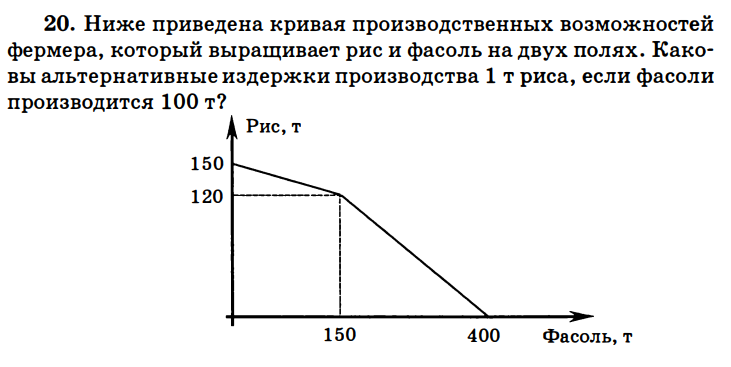 20. Ниже приведена кривая производственных возможностей
фермера, который выращивает рис и фасоль на двух полях. Како-
вы альтернативные издержки производства 1 т риса, если фасоли
производится 100 т?
Рис, т
150
120
150
400
Фасоль, т